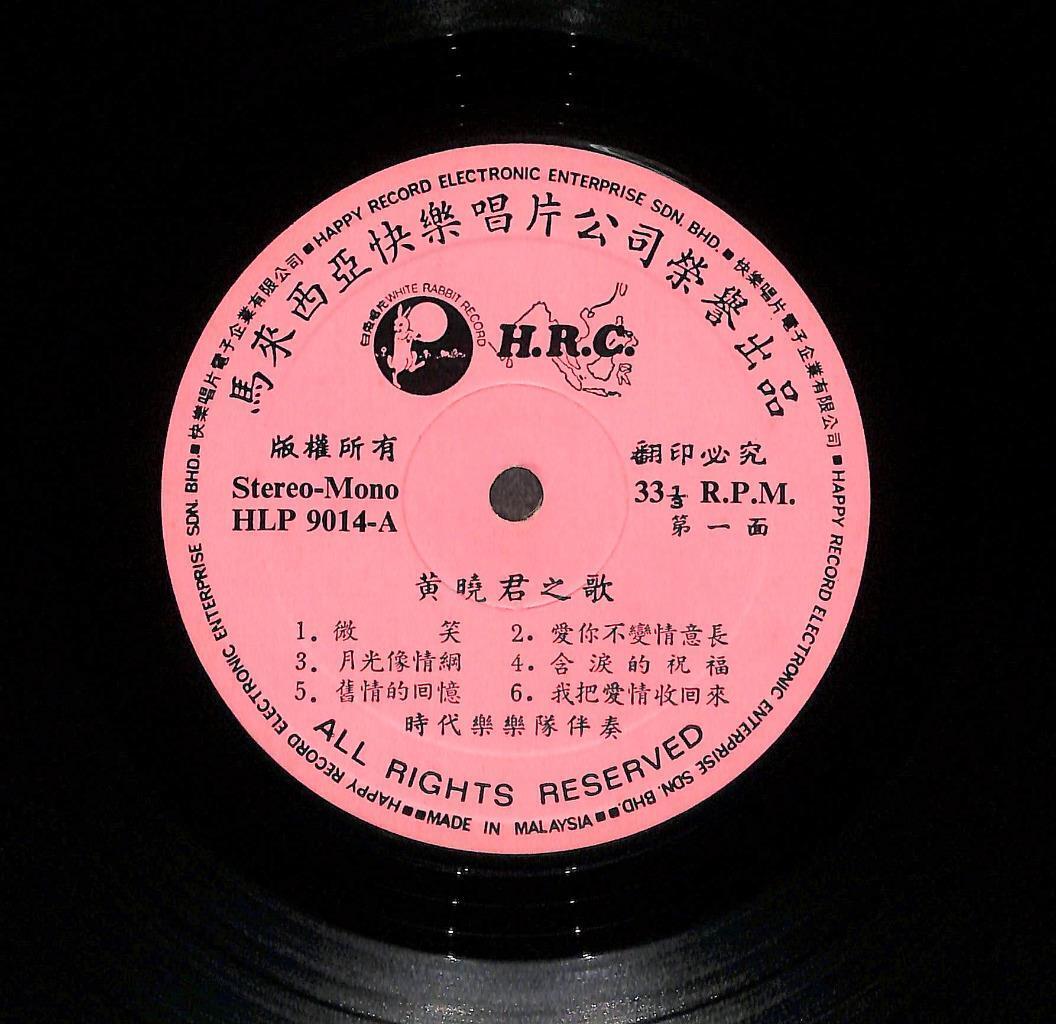 HAPPY RECORD ELECTRONIC ENTERPRISE SDN. BHD. ■ 快樂唱片電子企業有限公司 ■ HAPPY RECORD ELECTRONIC ENTERPRISE SDN. BHD. ■■ MADE IN MALAYSIA ■■ HAPPY RECORD ELECTRONIC ENTERPRISE SDN. BHD. ■ 快樂唱片電子企業有限公司 ■
馬來西亞快樂唱片公司榮譽出品
白兔唱片 WHITE RABBIT RECORD
H.R.C.
版權所有
翻印必究
Stereo-Mono
33⅓ R.P.M.
HLP 9014-A
第一面
黄曉君之歌
1. 微笑 2. 愛你不變情意長
3. 月光像情網 4. 含淚的祝福
5. 舊情的回憶 6. 我把愛情收回來
時代樂樂隊伴奏
ALL RIGHTS RESERVED